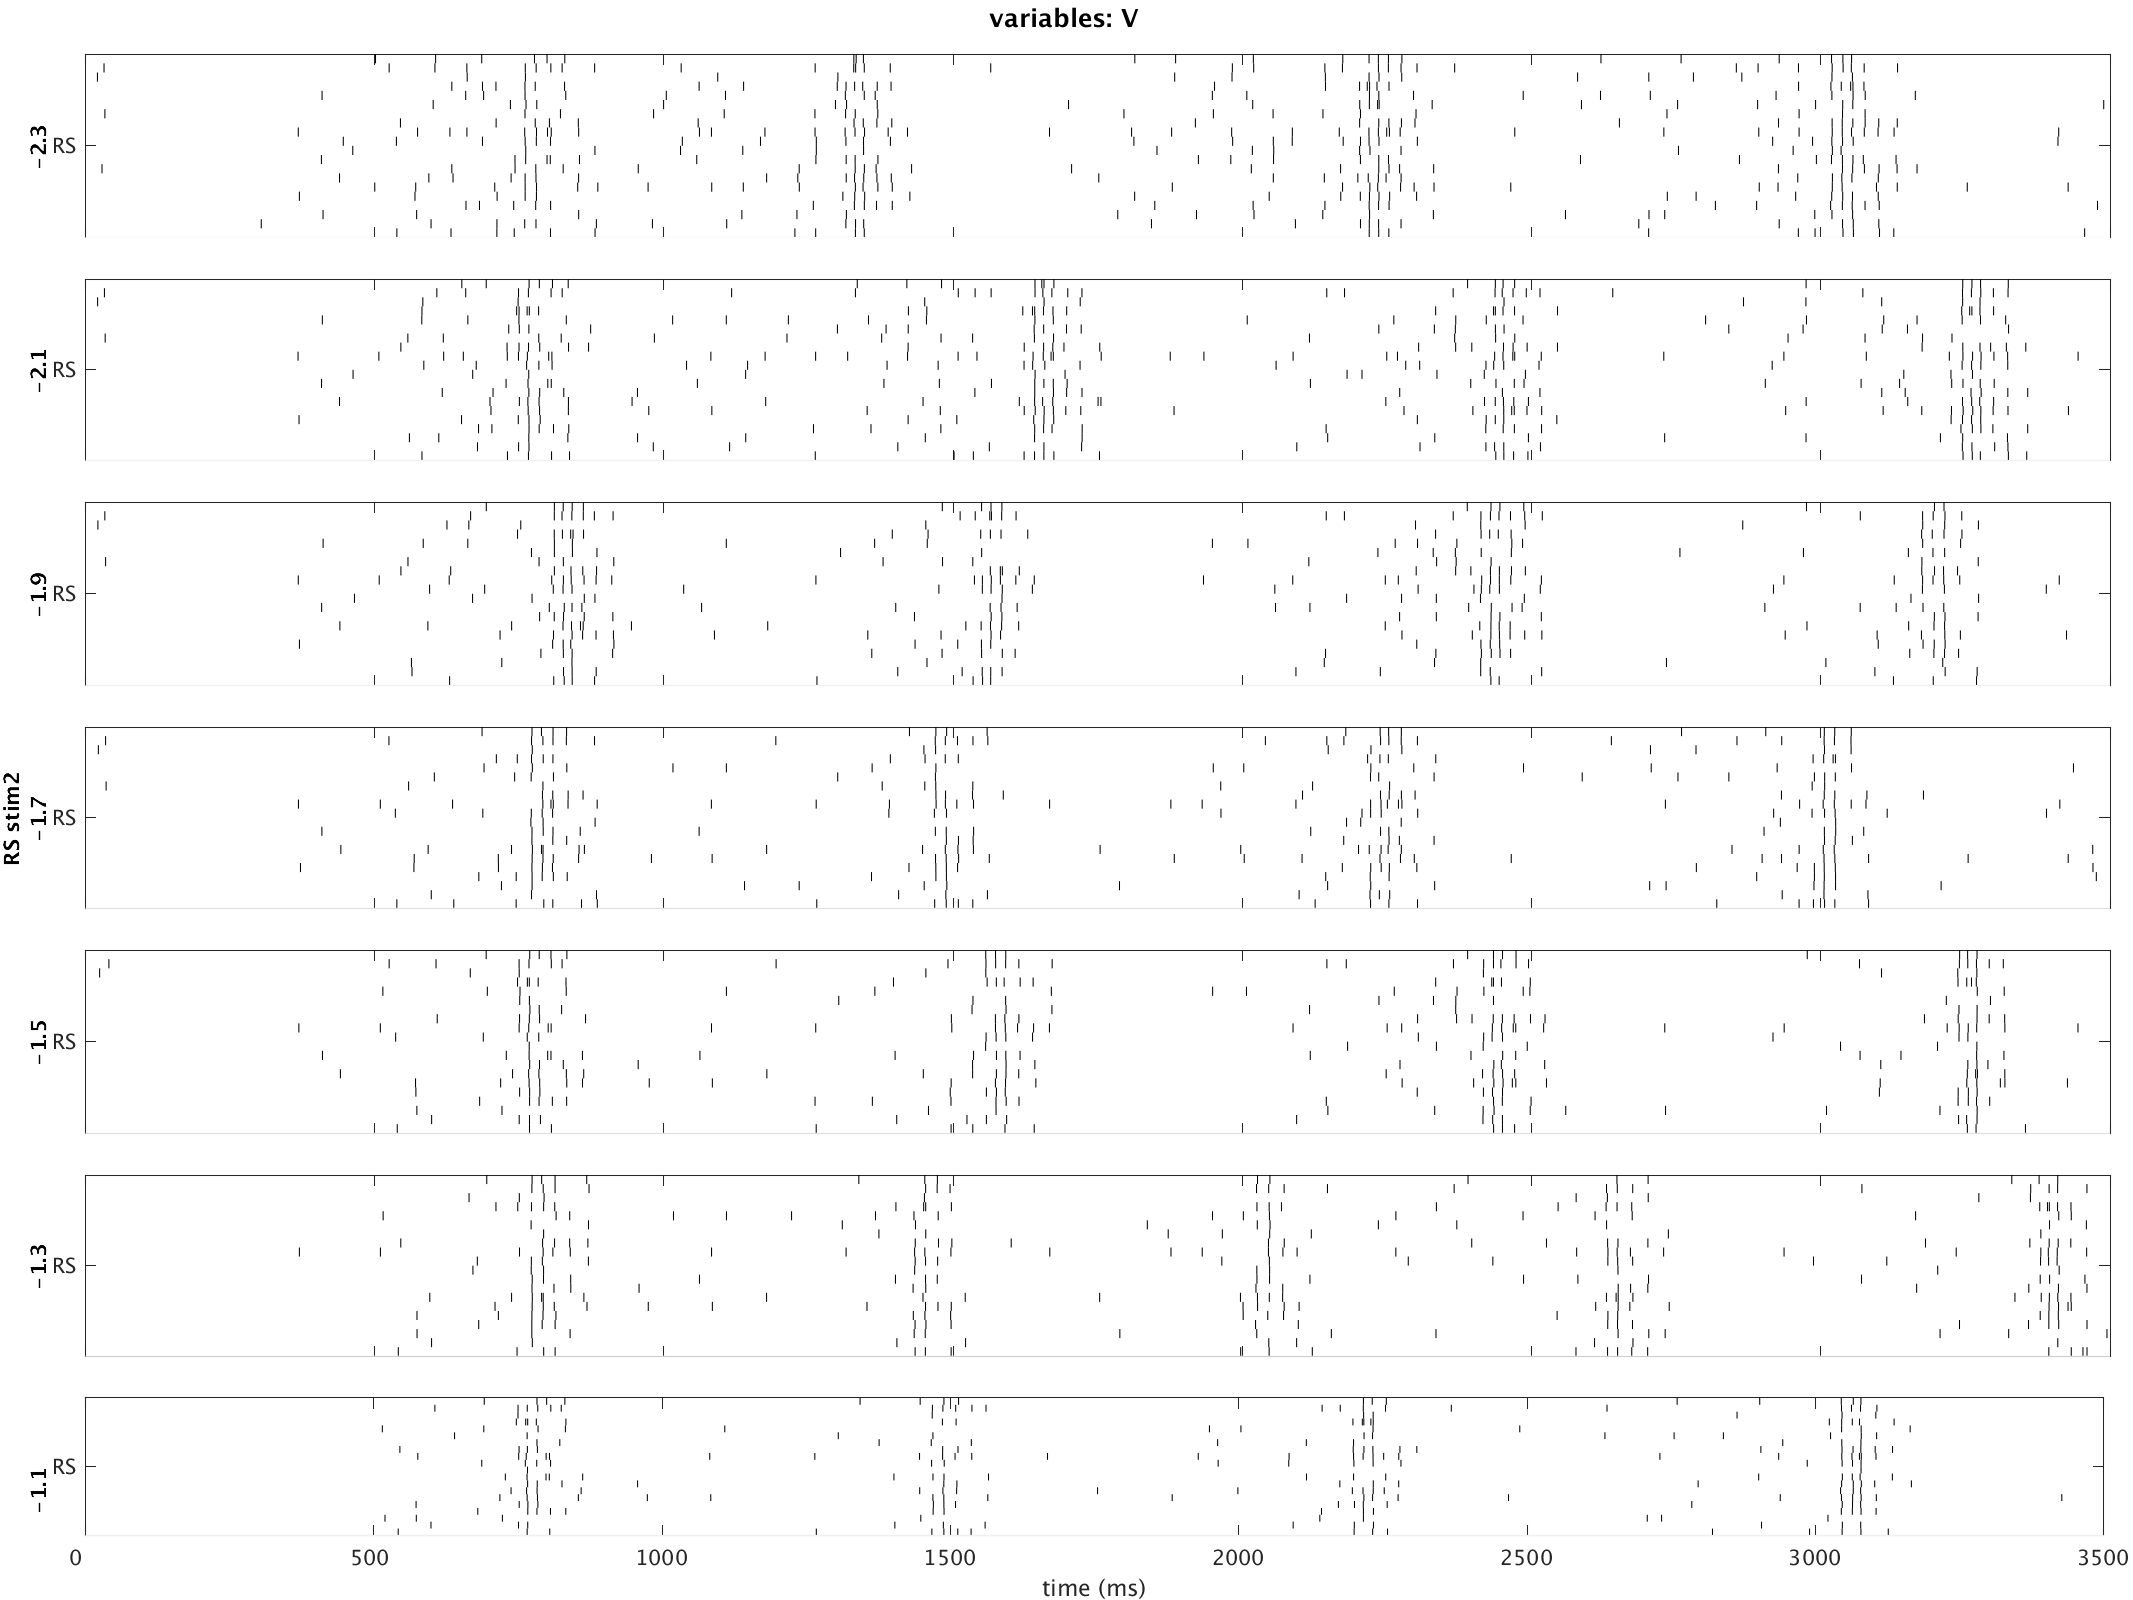 variables: V
-2.3 RS
-2.1 RS
-1.9 RS
RS stim2
-1.7 RS
-1.5 RS
-1.3 RS
-1.1 RS
0 500 1000 1500 2000 2500 3000 3500
time (ms)